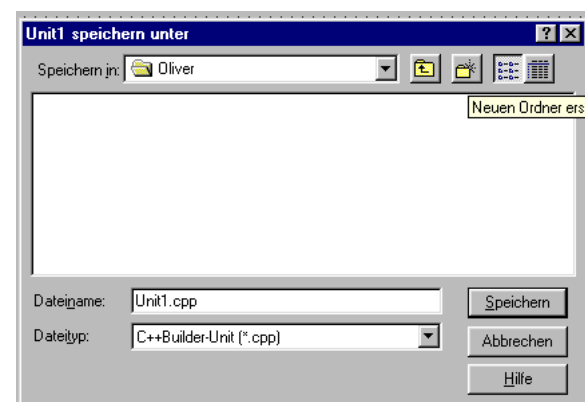 Unit1 speichern unter
Speichern in: Oliver
Neuen Ordner ers
Dateiname: Unit1.cpp Speichern
Dateityp: C++Builder-Unit (*.cpp) Abbrechen
Hilfe